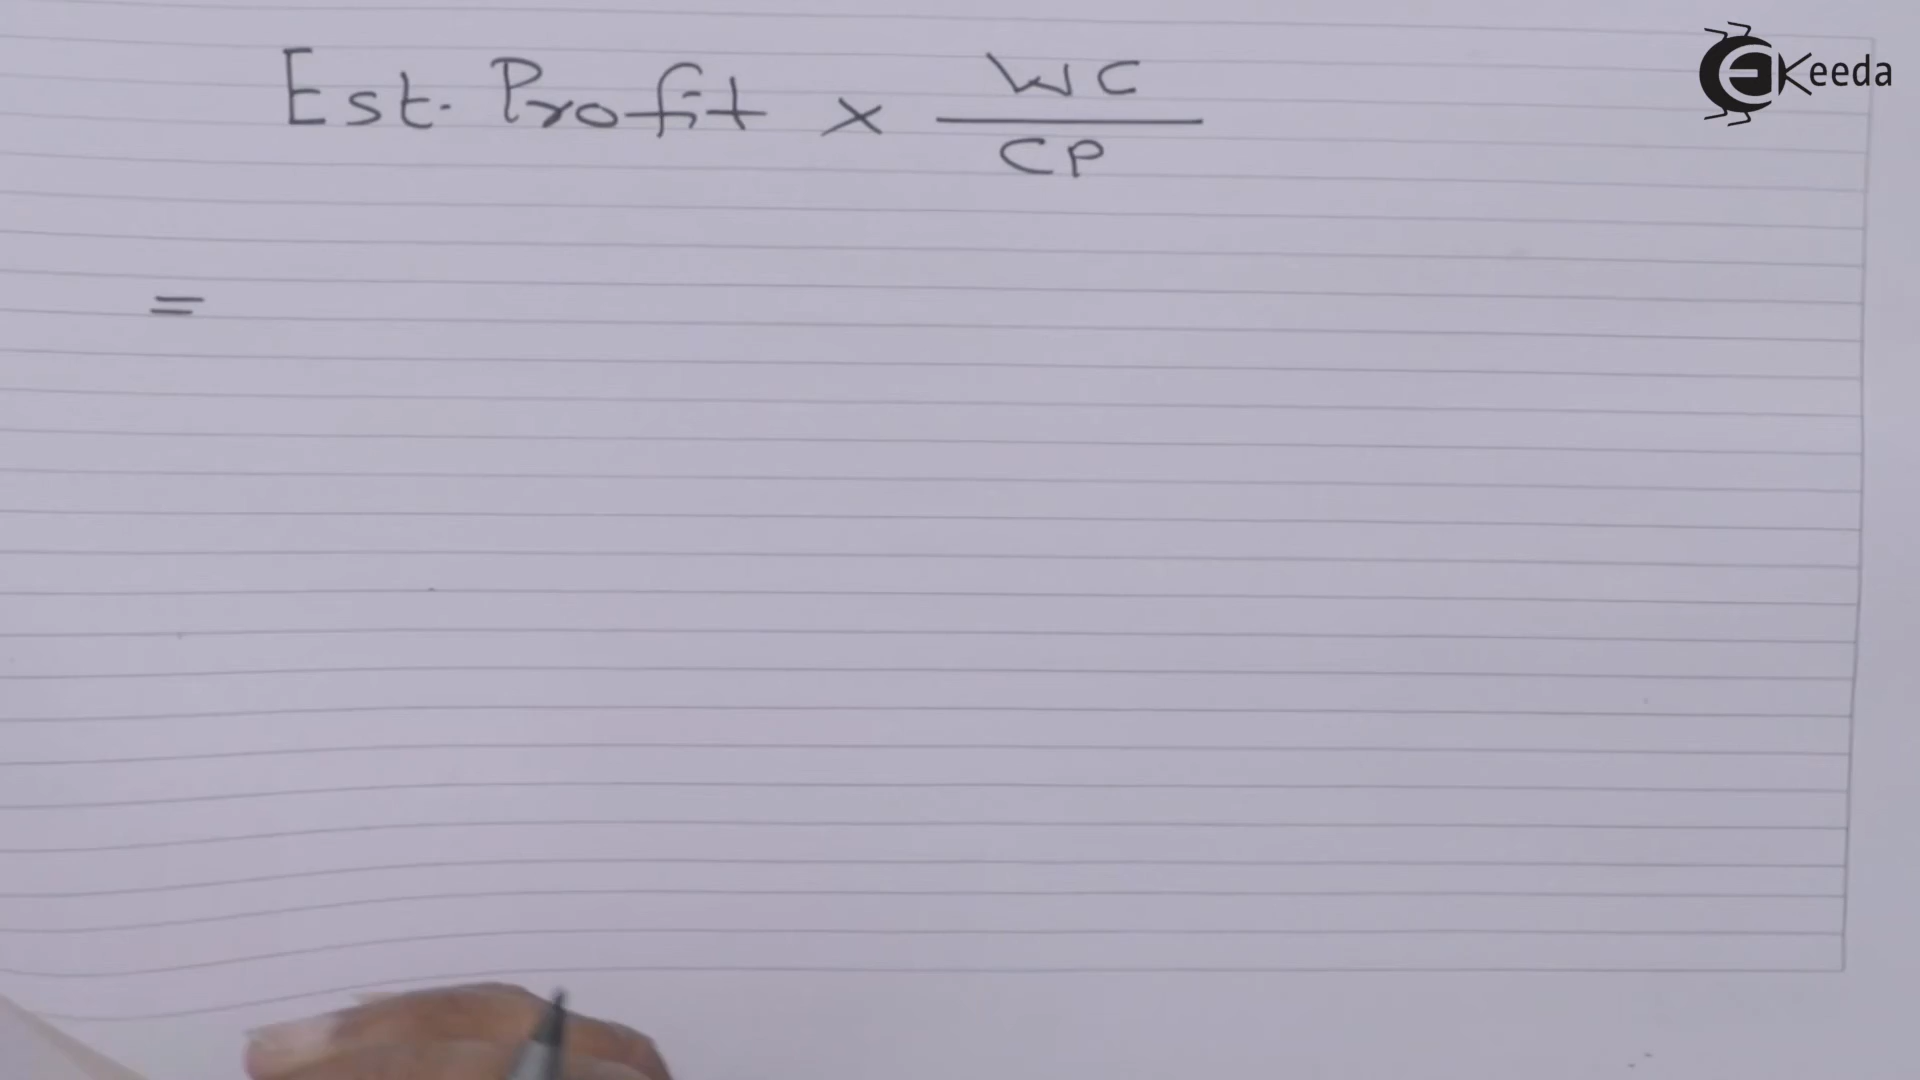 Est. Profit × WC
CP
=
EKeeda